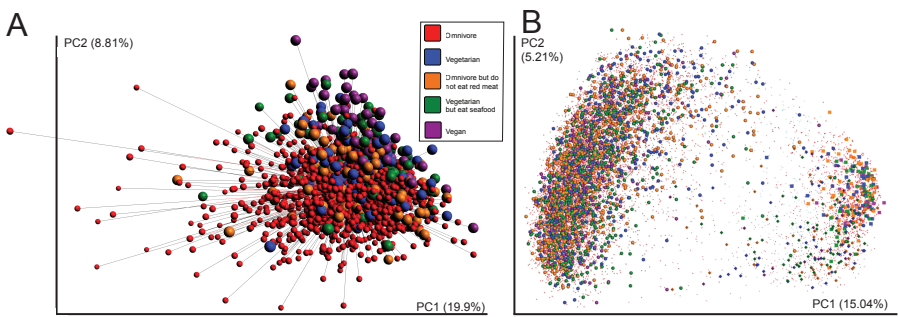 A
PC2 (8.81%)
Omnivore
Vegetarian
Omnivore but do
not eat red meat
Vegetarian
but eat seafood
Vegan
PC1 (19.9%)
B
PC2
(5.21%)
PC1 (15.04%)